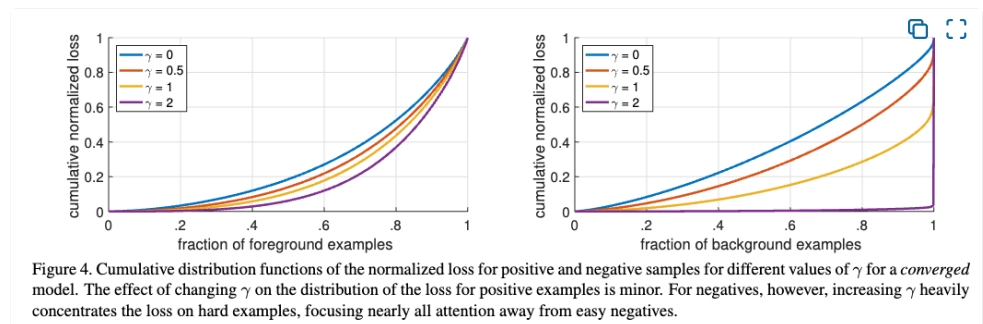 cumulative normalized loss
1
0.8
0.6
0.4
0.2
0
γ = 0
γ = 0.5
γ = 1
γ = 2
0 .2 .4 .6 .8 1
fraction of foreground examples
cumulative normalized loss
1
0.8
0.6
0.4
0.2
0
γ = 0
γ = 0.5
γ = 1
γ = 2
0 .2 .4 .6 .8 1
fraction of background examples
Figure 4. Cumulative distribution functions of the normalized loss for positive and negative samples for different values of γ for a converged
model. The effect of changing γ on the distribution of the loss for positive examples is minor. For negatives, however, increasing γ heavily
concentrates the loss on hard examples, focusing nearly all attention away from easy negatives.